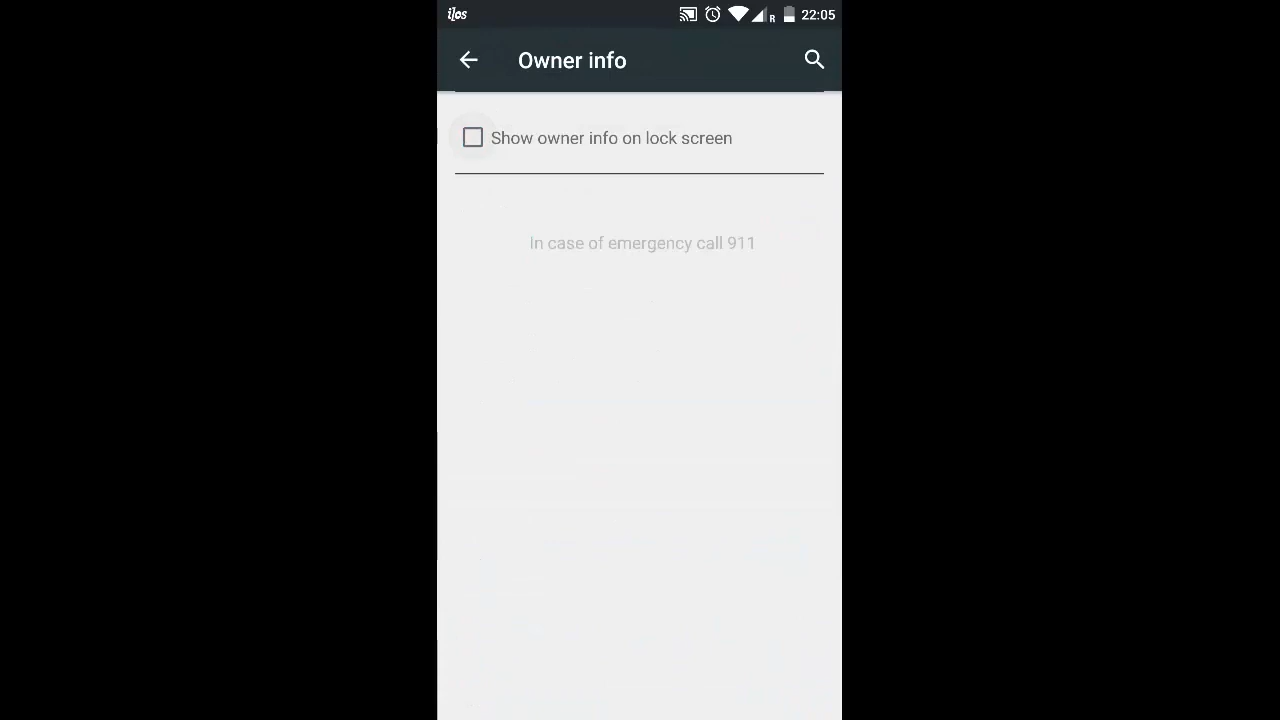 ilos
R
22:05
Owner info
Show owner info on lock screen
In case of emergency call 911